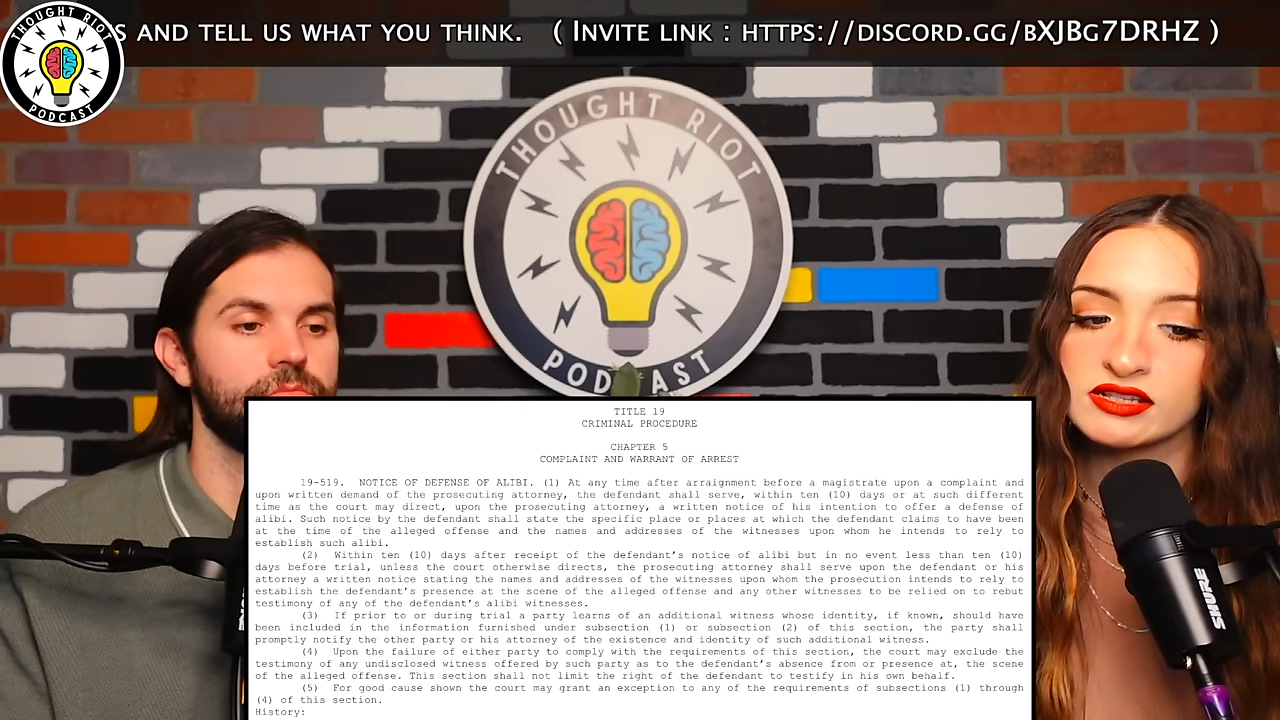 S AND TELL US WHAT YOU THINK. ( INVITE LINK : HTTPS://DISCORD.GG/BXJBG7DRHZ )
THOUGHT RIOT
PODCAST
THOUGHT RIOT
PODCAST
TITLE 19
CRIMINAL PROCEDURE
CHAPTER 5
COMPLAINT AND WARRANT OF ARREST
19-519. NOTICE OF DEFENSE OF ALIBI. (1) At any time after arraignment before a magistrate upon a complaint and
upon written demand of the prosecuting attorney, the defendant shall serve, within ten (10) days or at such different
time as the court may direct, upon the prosecuting attorney, a written notice of his intention to offer a defense of
alibi. Such notice by the defendant shall state the specific place or places at which the defendant claims to have been
at the time of the alleged offense and the names and addresses of the witnesses upon whom he intends to rely to
establish such alibi.
(2) Within ten (10) days after receipt of the defendant's notice of alibi but in no event less than ten (10)
days before trial, unless the court otherwise directs, the prosecuting attorney shall serve upon the defendant or his
attorney a written notice stating the names and addresses of the witnesses upon whom the prosecution intends to rely to
establish the defendant's presence at the scene of the alleged offense and any other witnesses to be relied on to rebut
testimony of any of the defendant's alibi witnesses.
(3) If prior to or during trial a party learns of an additional witness whose identity, if known, should have
been included in the information furnished under subsection (1) or subsection (2) of this section, the party shall
promptly notify the other party or his attorney of the existence and identity of such additional witness.
(4) Upon the failure of either party to comply with the requirements of this section, the court may exclude the
testimony of any undisclosed witness offered by such party as to the defendant's absence from or presence at, the scene
of the alleged offense. This section shall not limit the right of the defendant to testify in his own behalf.
(5) For good cause shown the court may grant an exception to any of the requirements of subsections (1) through
(4) of this section.
History:
SHURE